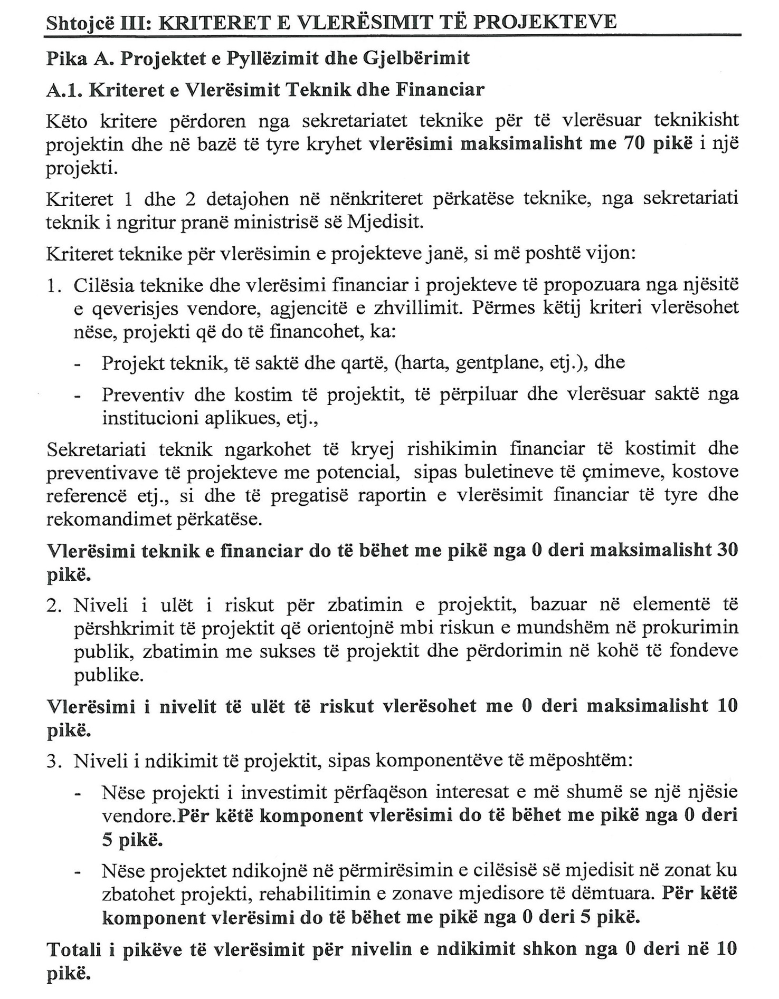 Shtojcë III: KRITERET E VLERËSIMIT TË PROJEKTEVE
Pika A. Projektet e Pyllëzimit dhe Gjelbërimit
A.1. Kriteret e Vlerësimit Teknik dhe Financiar
Këto kritere përdoren nga sekretariatet teknike për të vlerësuar teknikisht
projektin dhe në bazë të tyre kryhet vlerësimi maksimalisht me 70 pikë i një
projekti.
Kriteret 1 dhe 2 detajohen në nënkriteret përkatëse teknike, nga sekretariati
teknik i ngritur pranë ministrisë së Mjedisit.
Kriteret teknike për vlerësimin e projekteve janë, si më poshtë vijon:
1. Cilësia teknike dhe vlerësimi financiar i projekteve të propozuara nga njësitë
e qeverisjes vendore, agjencitë e zhvillimit. Përmes këtij kriteri vlerësohet
nëse, projekti që do të financohet, ka:
- Projekt teknik, të saktë dhe qartë, (harta, gentplane, etj.), dhe
- Preventiv dhe kostim të projektit, të përpiluar dhe vlerësuar saktë nga
institucioni aplikues, etj.,
Sekretariati teknik ngarkohet të kryej rishikimin financiar të kostimit dhe
preventivave të projekteve me potencial, sipas buletineve të çmimeve, kostove
referencë etj., si dhe të pregatisë raportin e vlerësimit financiar të tyre dhe
rekomandimet përkatëse.
Vlerësimi teknik e financiar do të bëhet me pikë nga 0 deri maksimalisht 30
pikë.
2. Niveli i ulët i riskut për zbatimin e projektit, bazuar në elementë të
përshkrimit të projektit që orientojnë mbi riskun e mundshëm në prokurimin
publik, zbatimin me sukses të projektit dhe përdorimin në kohë të fondeve
publike.
Vlerësimi i nivelit të ulët të riskut vlerësohet me 0 deri maksimalisht 10
pikë.
3. Niveli i ndikimit të projektit, sipas komponentëve të mëposhtëm:
- Nëse projekti i investimit përfaqëson interesat e më shumë se një njësie
vendore.Për këtë komponent vlerësimi do të bëhet me pikë nga 0 deri
5 pikë.
- Nëse projektet ndikojnë në përmirësimin e cilësisë së mjedisit në zonat ku
zbatohet projekti, rehabilitimin e zonave mjedisore të dëmtuara. Për këtë
komponent vlerësimi do të bëhet me pikë nga 0 deri 5 pikë.
Totali i pikëve të vlerësimit për nivelin e ndikimit shkon nga 0 deri në 10
pikë.